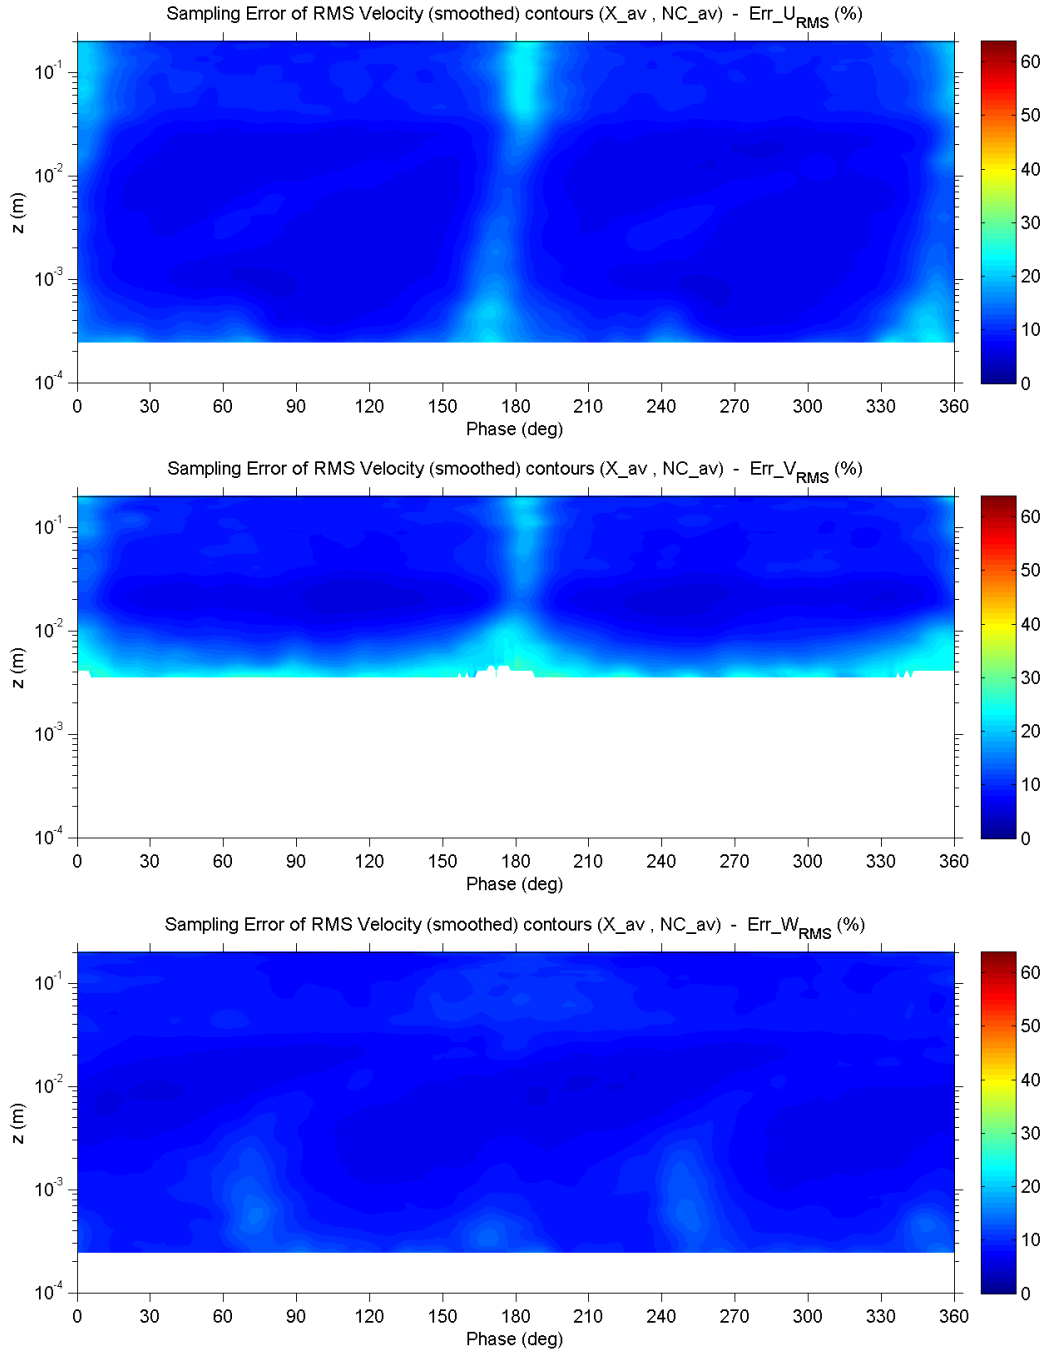 Sampling Error of RMS Velocity (smoothed) contours (X_av , NC_av) - Err_U_RMS (%)
10^-1
10^-2
10^-3
10^-4
z (m)
0 30 60 90 120 150 180 210 240 270 300 330 360
Phase (deg)
60
50
40
30
20
10
0
Sampling Error of RMS Velocity (smoothed) contours (X_av , NC_av) - Err_V_RMS (%)
10^-1
10^-2
10^-3
10^-4
z (m)
0 30 60 90 120 150 180 210 240 270 300 330 360
Phase (deg)
60
50
40
30
20
10
0
Sampling Error of RMS Velocity (smoothed) contours (X_av , NC_av) - Err_W_RMS (%)
10^-1
10^-2
10^-3
10^-4
z (m)
0 30 60 90 120 150 180 210 240 270 300 330 360
Phase (deg)
60
50
40
30
20
10
0